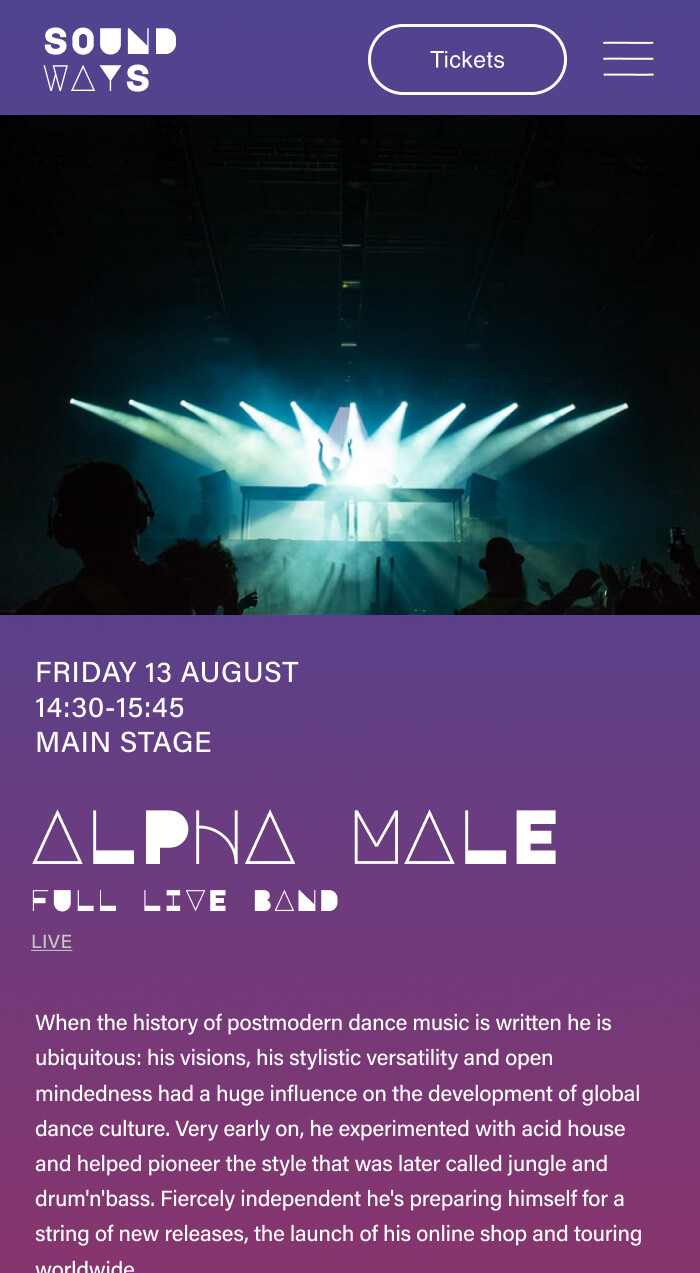 SOUND
WAYS
Tickets
FRIDAY 13 AUGUST
14:30-15:45
MAIN STAGE
ALPHA MALE
FULL LIVE BAND
LIVE
When the history of postmodern dance music is written he is
ubiquitous: his visions, his stylistic versatility and open
mindedness had a huge influence on the development of global
dance culture. Very early on, he experimented with acid house
and helped pioneer the style that was later called jungle and
drum'n'bass. Fiercely independent he's preparing himself for a
string of new releases, the launch of his online shop and touring
worldwide.